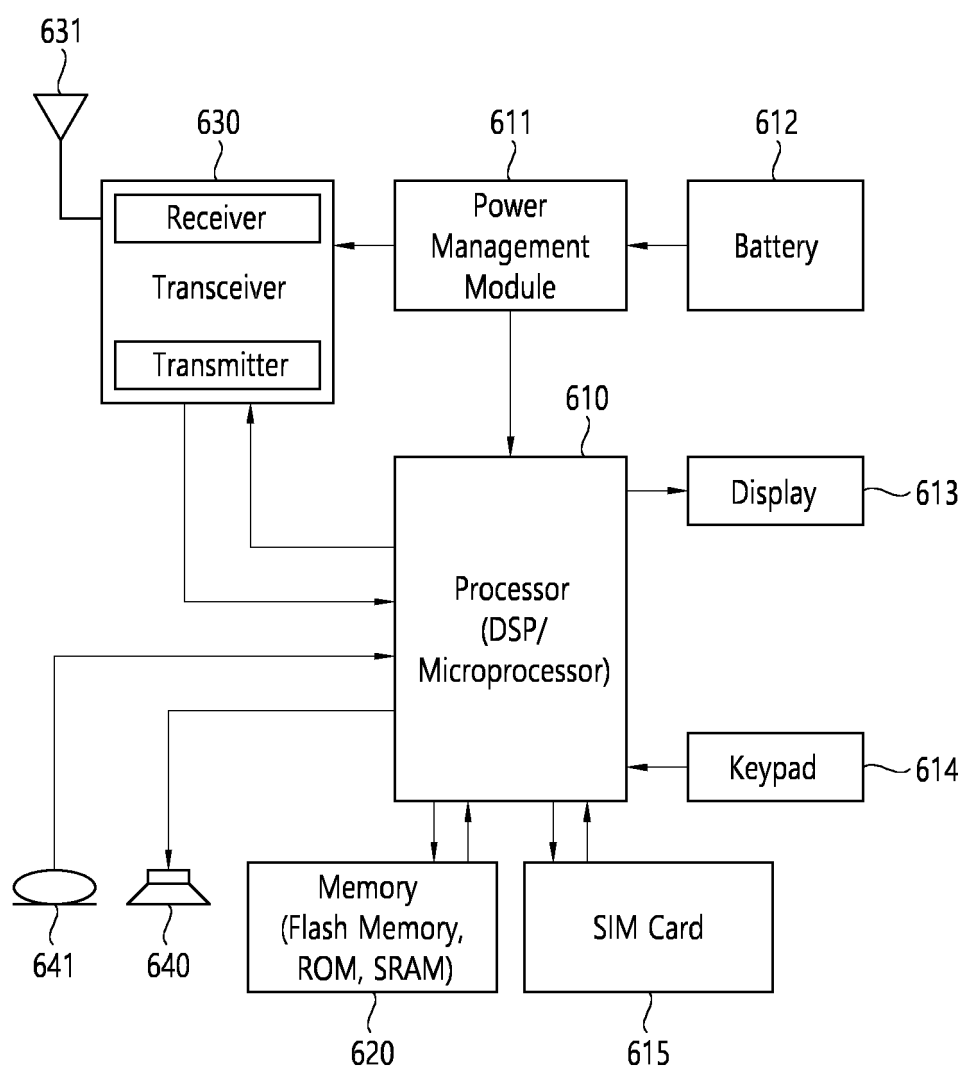 631
630
611
612
Receiver
Transceiver
Transmitter
Power
Management
Module
Battery
610
Processor
(DSP/
Microprocessor)
Display
613
Keypad
614
641
640
Memory
(Flash Memory,
ROM, SRAM)
SIM Card
620
615